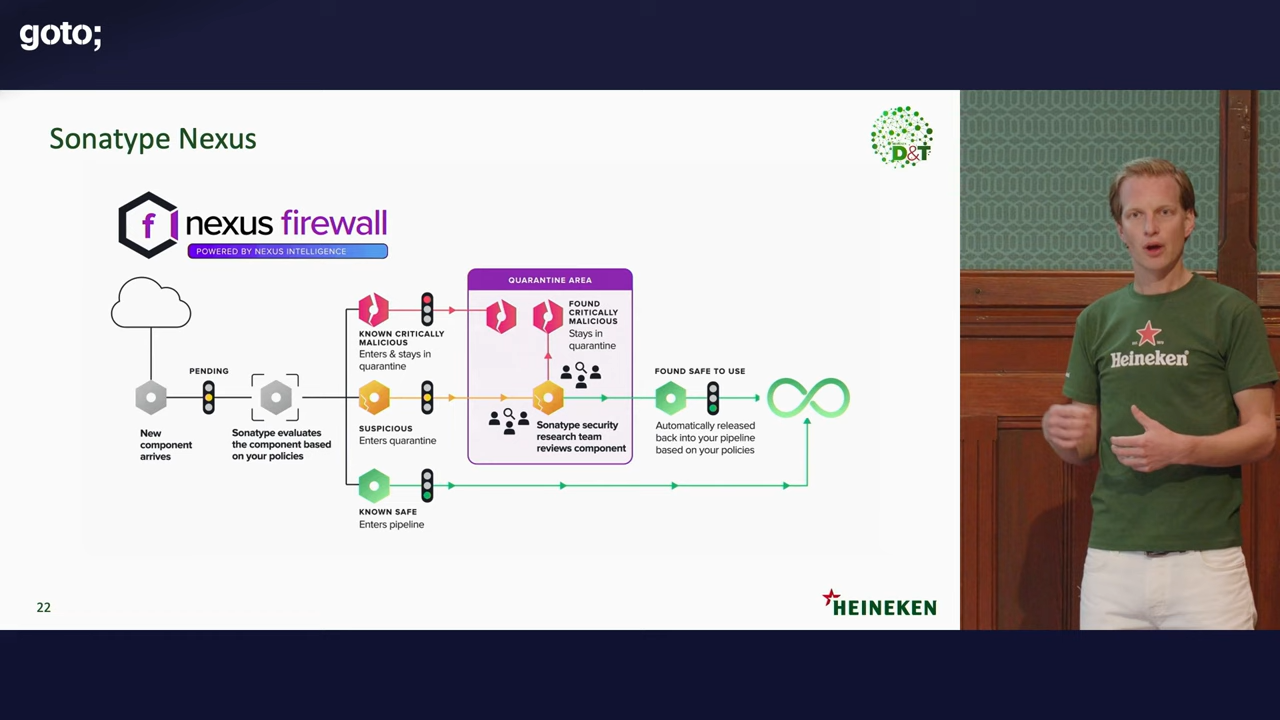 goto;
Sonatype Nexus
D&T
f
nexus firewall
POWERED BY NEXUS INTELLIGENCE
QUARANTINE AREA
KNOWN CRITICALLY
MALICIOUS
Enters & stays in
quarantine
FOUND
CRITICALLY
MALICIOUS
Stays in
quarantine
PENDING
New
component
arrives
Sonatype evaluates
the component based
on your policies
SUSPICIOUS
Enters quarantine
Sonatype security
research team
reviews component
FOUND SAFE TO USE
Automatically released
back into your pipeline
based on your policies
KNOWN SAFE
Enters pipeline
22
HEINEKEN
Heineken